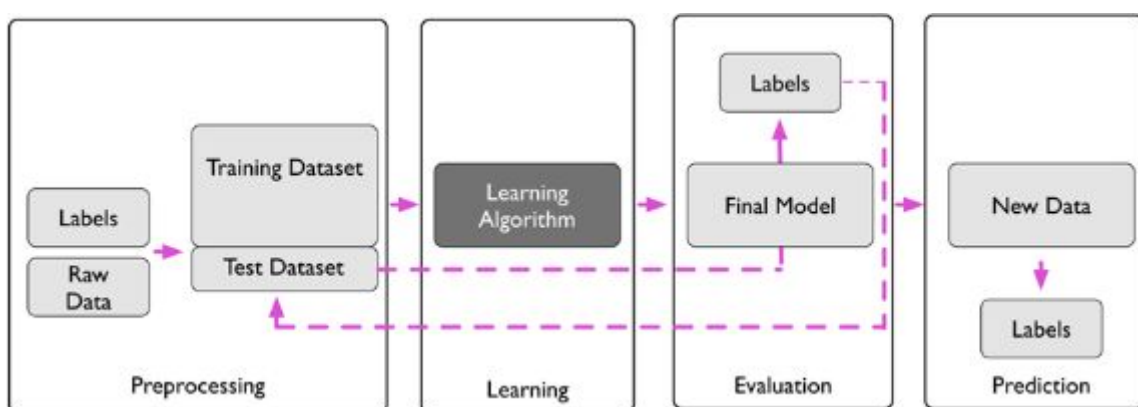 Labels
Raw
Data
Training Dataset
Test Dataset
Preprocessing
Learning
Algorithm
Learning
Labels
Final Model
Evaluation
New Data
Labels
Prediction